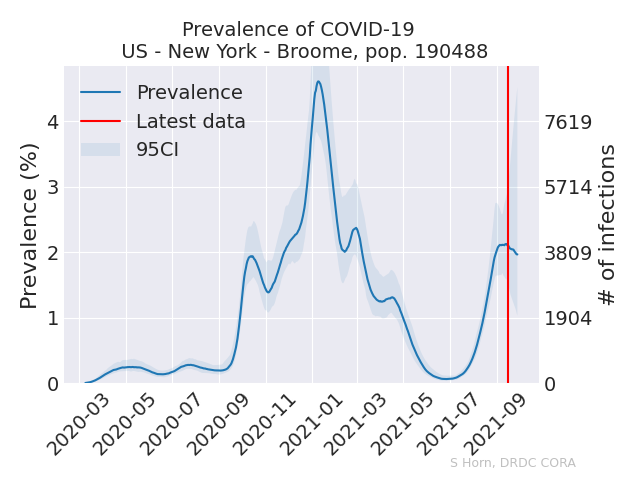 Prevalence of COVID-19
US - New York - Broome, pop. 190488
Prevalence
Latest data
95CI
Prevalence (%)
4
3
2
1
0
7619
5714
3809
1904
0
# of infections
2020-03
2020-05
2020-07
2020-09
2020-11
2021-01
2021-03
2021-05
2021-07
2021-09
S Horn, DRDC CORA